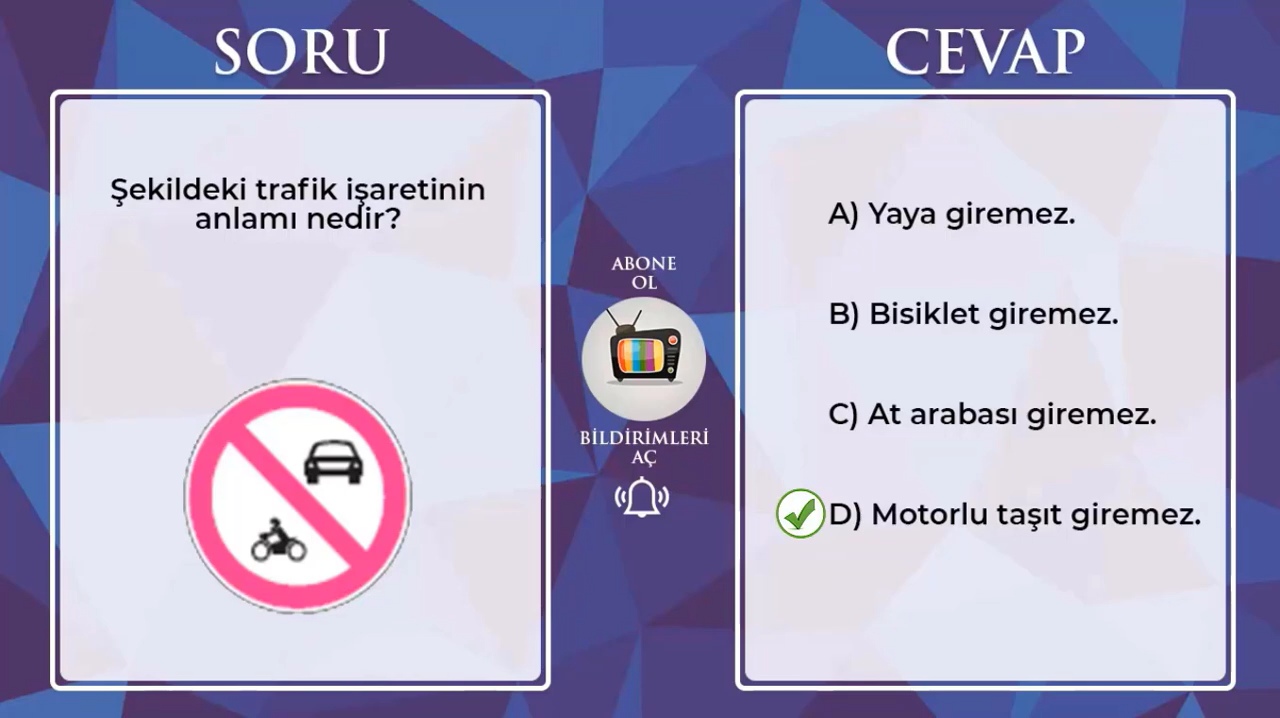 SORU
Şekildeki trafik işaretinin
anlamı nedir?
ABONE
OL
BİLDİRİMLERİ
AÇ
CEVAP
A) Yaya giremez.
B) Bisiklet giremez.
C) At arabası giremez.
D) Motorlu taşıt giremez.